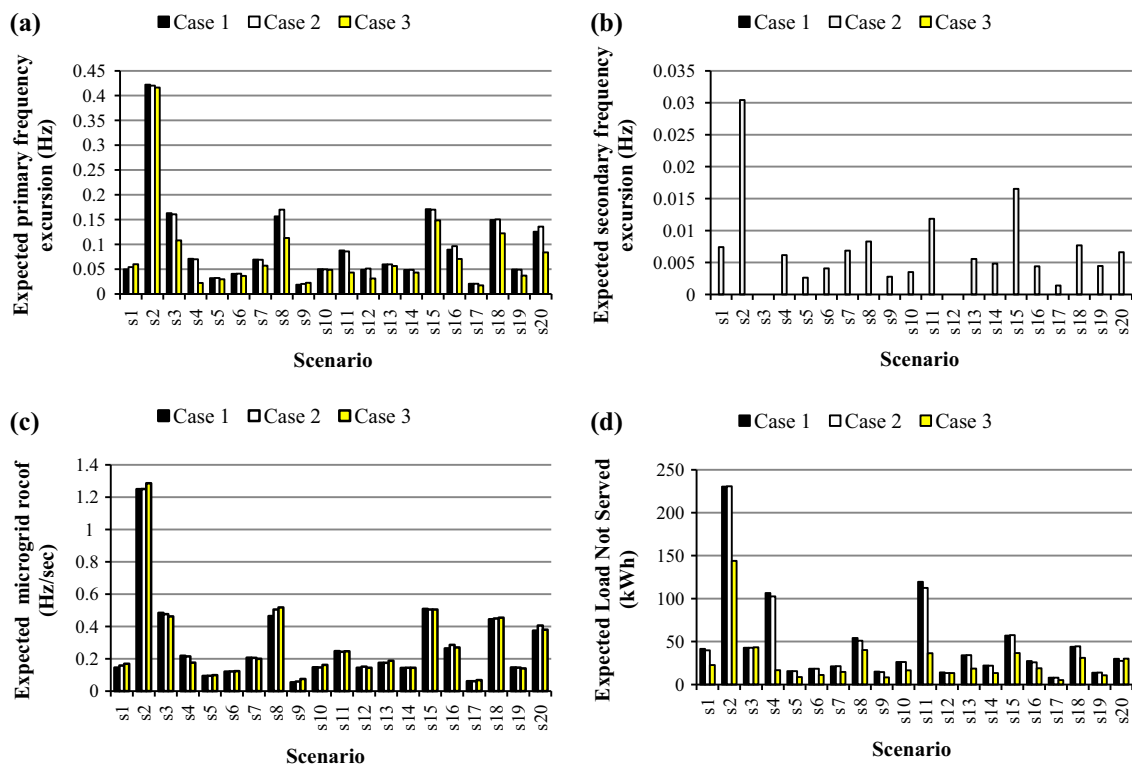 (a)
Case 1 Case 2 Case 3
Expected primary frequency
excursion (Hz)
0.45
0.4
0.35
0.3
0.25
0.2
0.15
0.1
0.05
0
s1 s2 s3 s4 s5 s6 s7 s8 s9 s10 s11 s12 s13 s14 s15 s16 s17 s18 s19 s20
Scenario
(b)
Case 1 Case 2 Case 3
Expected secondary frequency
excursion (Hz)
0.035
0.03
0.025
0.02
0.015
0.01
0.005
0
s1 s2 s3 s4 s5 s6 s7 s8 s9 s10 s11 s12 s13 s14 s15 s16 s17 s18 s19 s20
Scenario
(c)
Case 1 Case 2 Case 3
Expected microgrid rocof
(Hz/sec)
1.4
1.2
1
0.8
0.6
0.4
0.2
0
s1 s2 s3 s4 s5 s6 s7 s8 s9 s10 s11 s12 s13 s14 s15 s16 s17 s18 s19 s20
Scenario
(d)
Case 1 Case 2 Case 3
Expected Load Not Served
(kWh)
250
200
150
100
50
0
s1 s2 s3 s4 s5 s6 s7 s8 s9 s10 s11 s12 s13 s14 s15 s16 s17 s18 s19 s20
Scenario